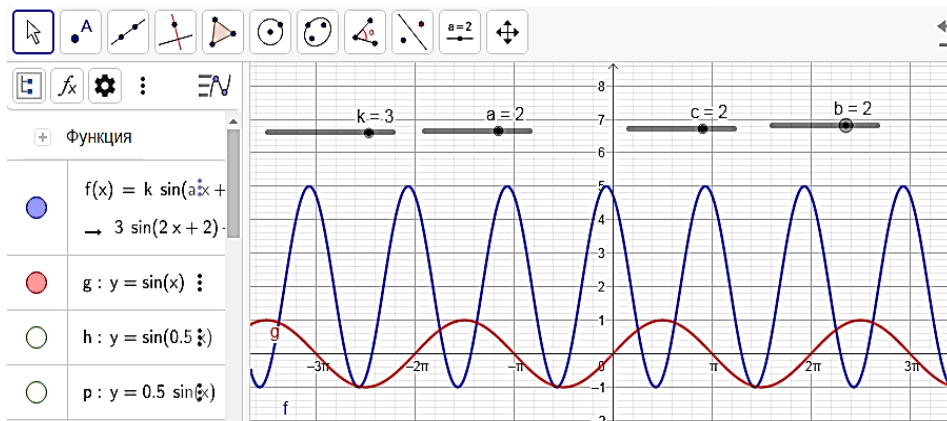 A
a=2
fx
Функция
f(x) = k sin(a x +
→ 3 sin(2 x + 2) -
g : y = sin(x)
h : y = sin(0.5 x)
p : y = 0.5 sin(x)
k = 3
a = 2
c = 2
b = 2
8
7
6
5
4
3
2
1
0
−1
−2
−3π
−2π
−π
π
2π
3π
g
f